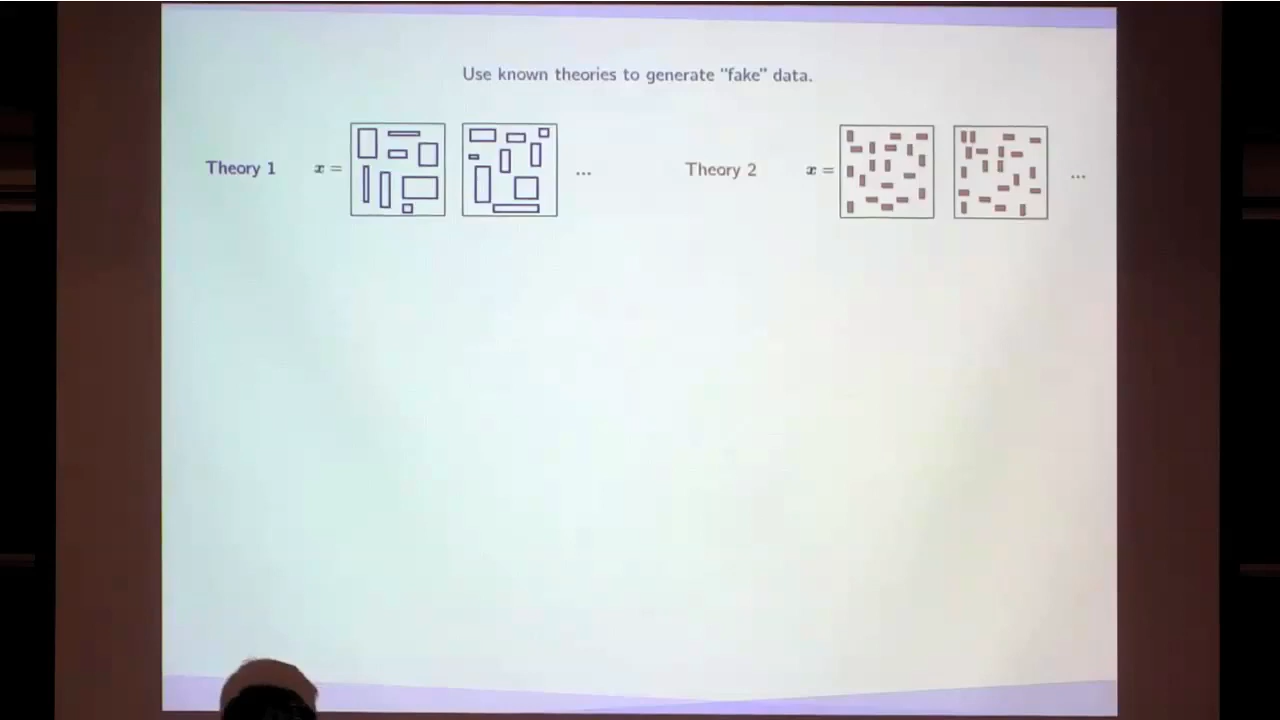 Use known theories to generate "fake" data.
Theory 1 x = ... Theory 2 x = ...